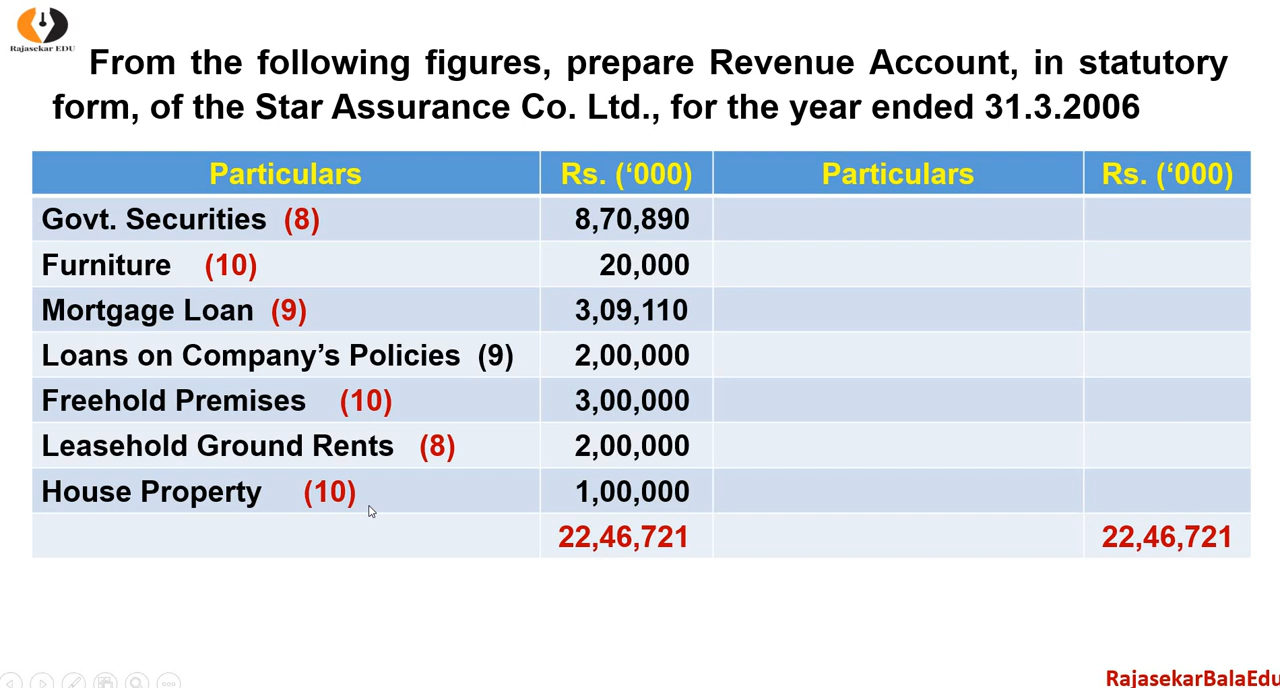 Rajasekar EDU
From the following figures, prepare Revenue Account, in statutory
form, of the Star Assurance Co. Ltd., for the year ended 31.3.2006
Particulars Rs. (‘000) Particulars Rs. (‘000)
Govt. Securities (8) 8,70,890
Furniture (10) 20,000
Mortgage Loan (9) 3,09,110
Loans on Company’s Policies (9) 2,00,000
Freehold Premises (10) 3,00,000
Leasehold Ground Rents (8) 2,00,000
House Property (10) 1,00,000
22,46,721 22,46,721
RajasekarBalaEdu